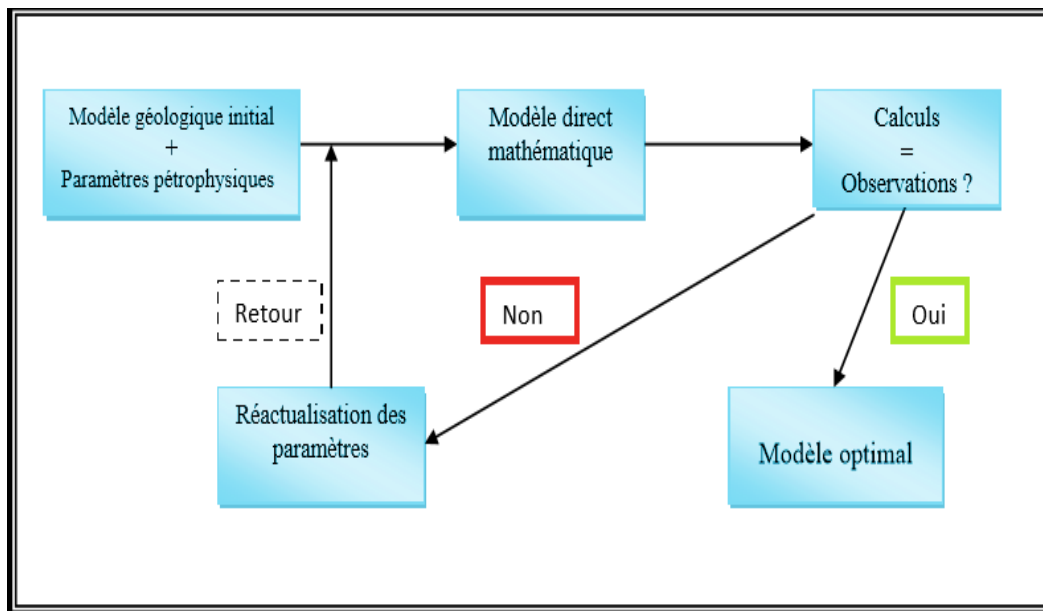 Modèle géologique initial
+
Paramètres pétrophysiques
Modèle direct
mathématique
Calculs
=
Observations ?
Retour
Non
Oui
Réactualisation des
paramètres
Modèle optimal